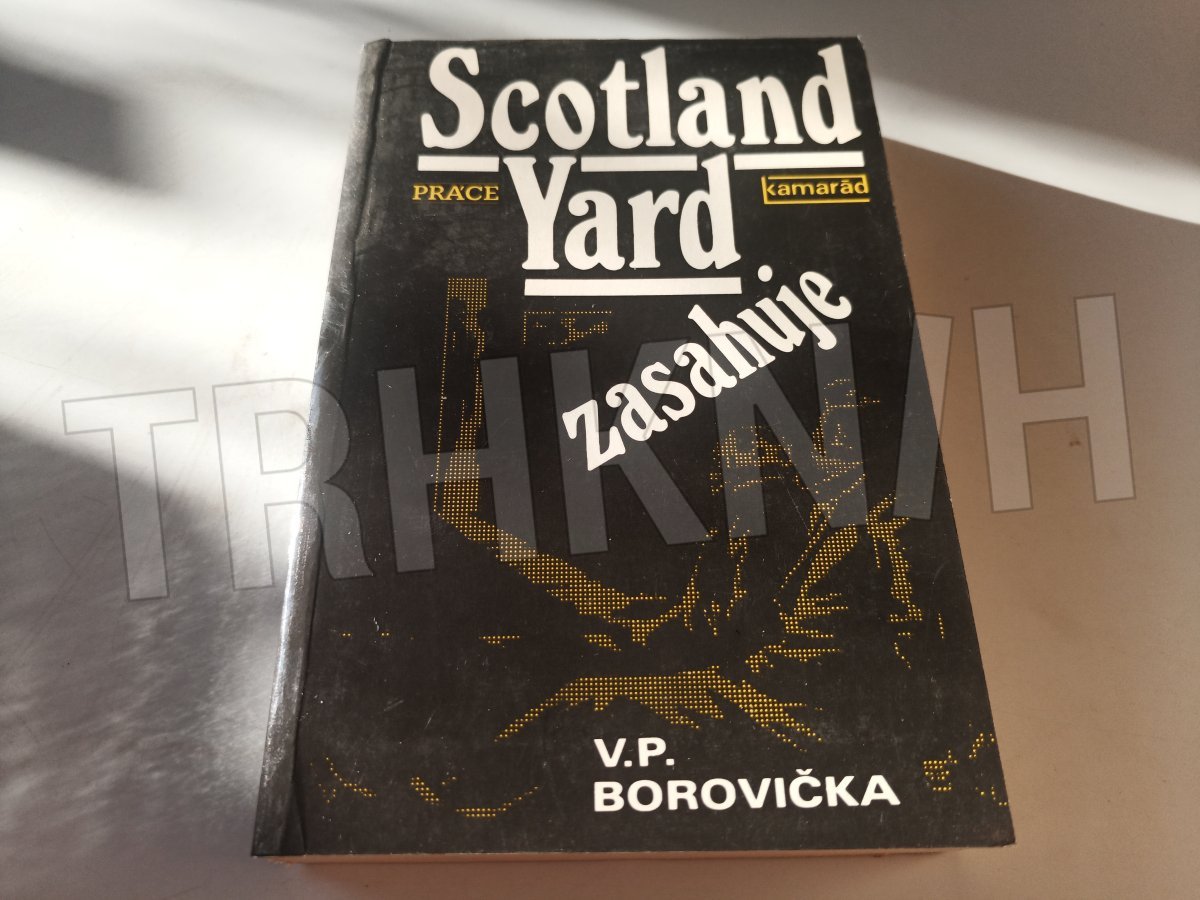 Scotland
PRÁCE
Yard
kamarád
zasahuje
TRHKNIH
V.P.
BOROVIČKA